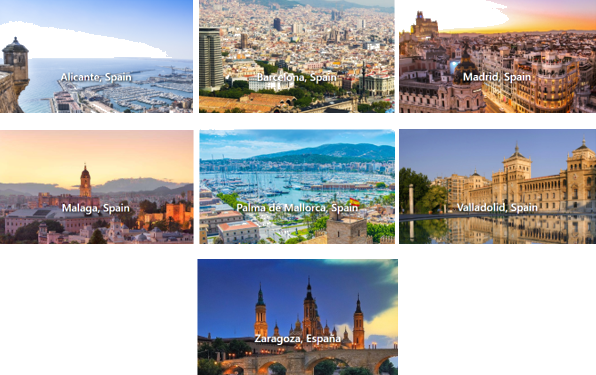 Alicante, Spain
Barcelona, Spain
Madrid, Spain
Malaga, Spain
Palma de Mallorca, Spain
Valladolid, Spain
Zaragoza, España